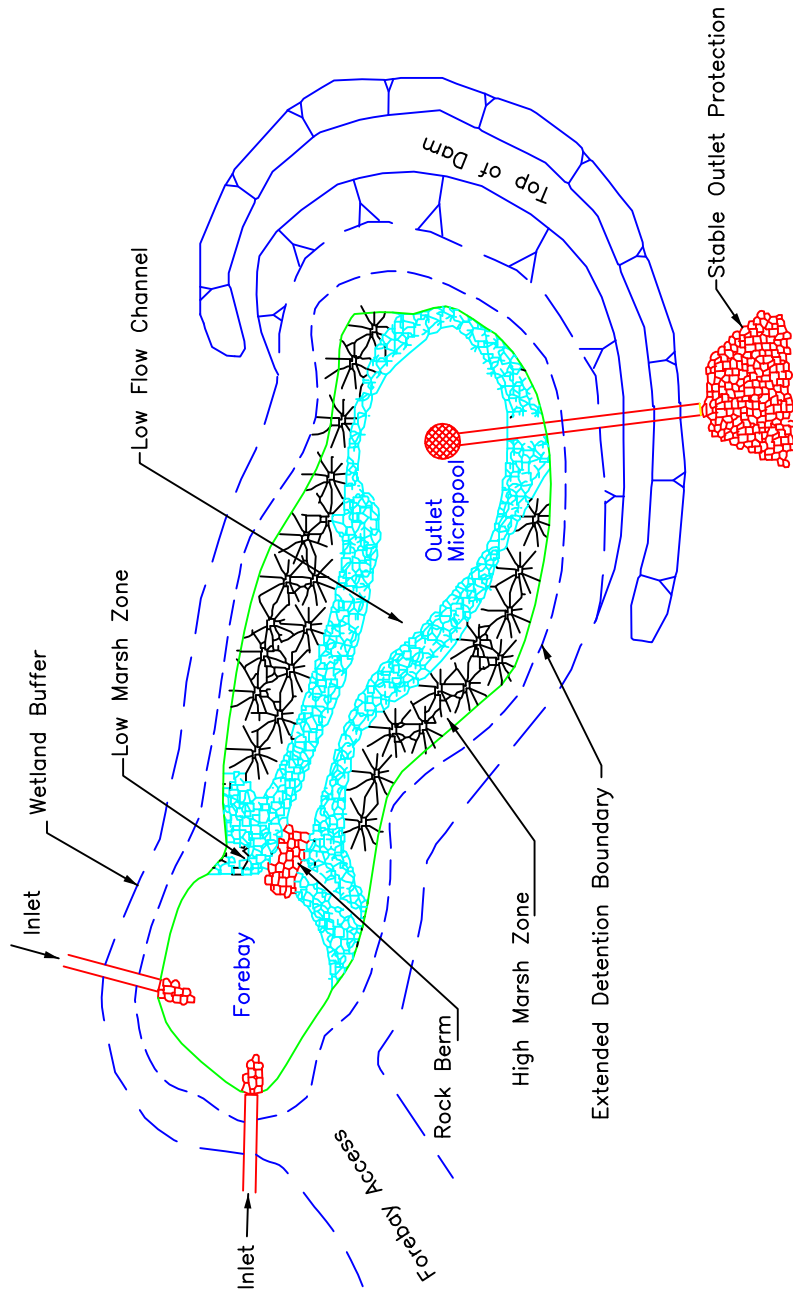 Inlet
Wetland Buffer
Low Marsh Zone
Low Flow Channel
Top of Dam
Inlet
Forebay
Outlet
Micropool
Forebay Access
Rock Berm
High Marsh Zone
Extended Detention Boundary
Stable Outlet Protection